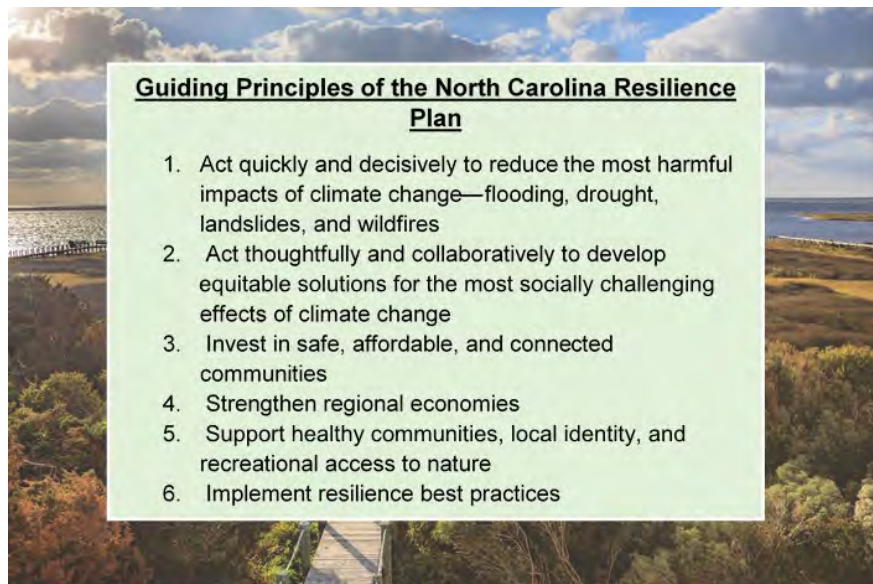 Guiding Principles of the North Carolina Resilience
Plan
1. Act quickly and decisively to reduce the most harmful
impacts of climate change—flooding, drought,
landslides, and wildfires
2. Act thoughtfully and collaboratively to develop
equitable solutions for the most socially challenging
effects of climate change
3. Invest in safe, affordable, and connected
communities
4. Strengthen regional economies
5. Support healthy communities, local identity, and
recreational access to nature
6. Implement resilience best practices